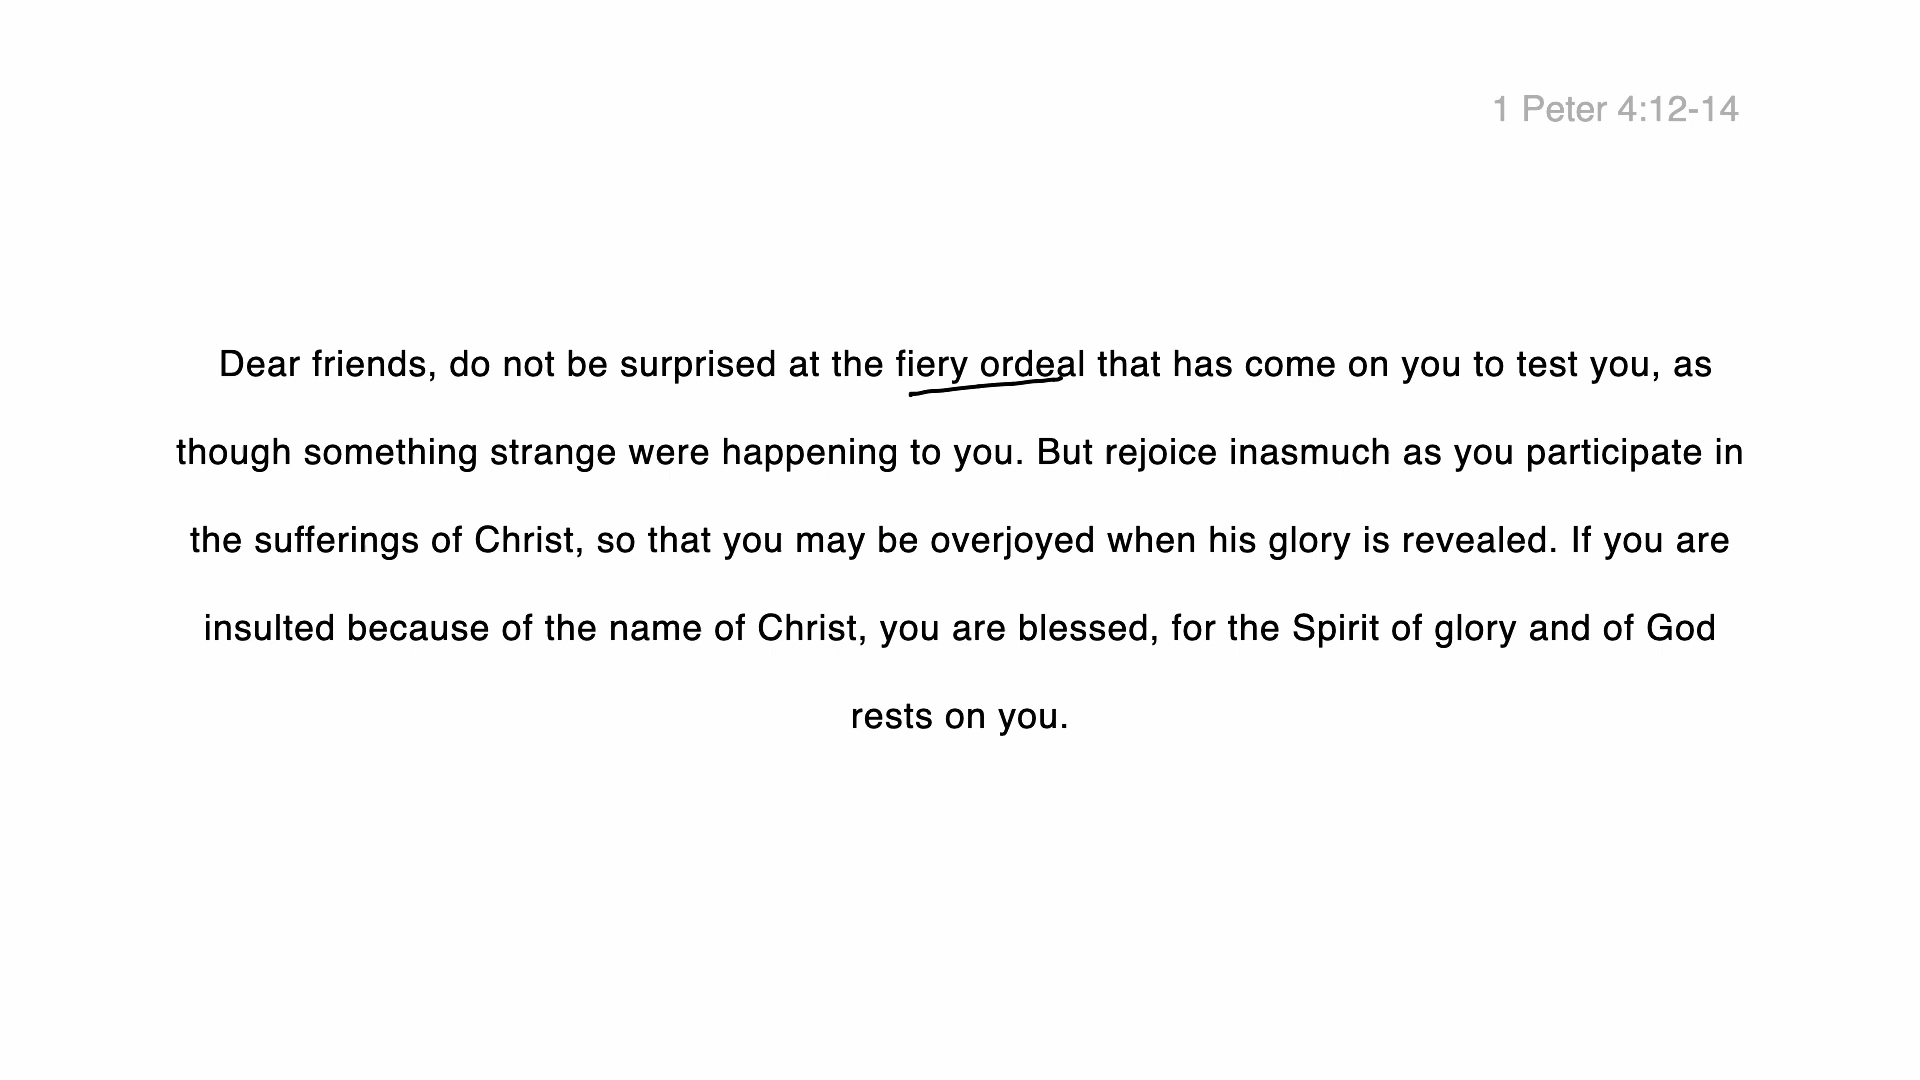 1 Peter 4:12-14
Dear friends, do not be surprised at the fiery ordeal that has come on you to test you, as
though something strange were happening to you. But rejoice inasmuch as you participate in
the sufferings of Christ, so that you may be overjoyed when his glory is revealed. If you are
insulted because of the name of Christ, you are blessed, for the Spirit of glory and of God
rests on you.